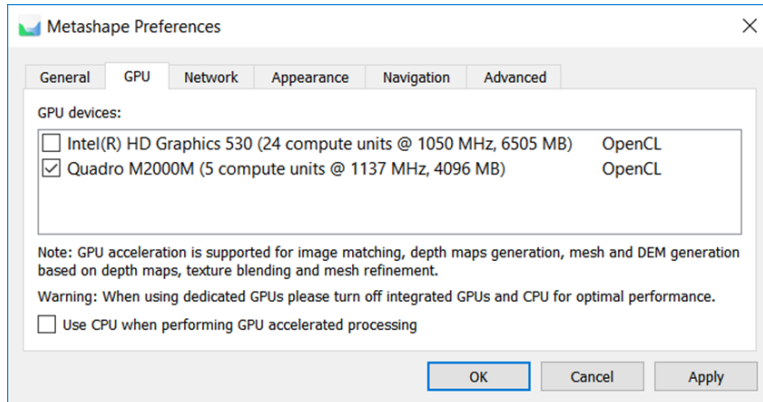 Metashape Preferences
General GPU Network Appearance Navigation Advanced
GPU devices:
Intel(R) HD Graphics 530 (24 compute units @ 1050 MHz, 6505 MB) OpenCL
Quadro M2000M (5 compute units @ 1137 MHz, 4096 MB) OpenCL
Note: GPU acceleration is supported for image matching, depth maps generation, mesh and DEM generation
based on depth maps, texture blending and mesh refinement.
Warning: When using dedicated GPUs please turn off integrated GPUs and CPU for optimal performance.
Use CPU when performing GPU accelerated processing
OK Cancel Apply